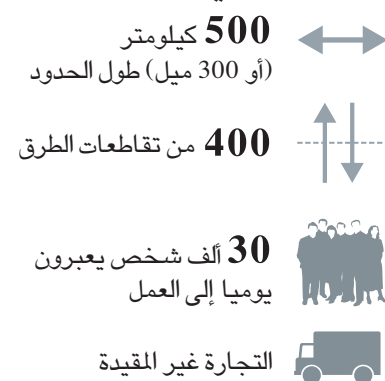 500 كيلومتر
(أو 300 ميل) طول الحدود
400 من تقاطعات الطرق
30 ألف شخص يعبرون
يوميا إلى العمل
التجارة غير المقيدة